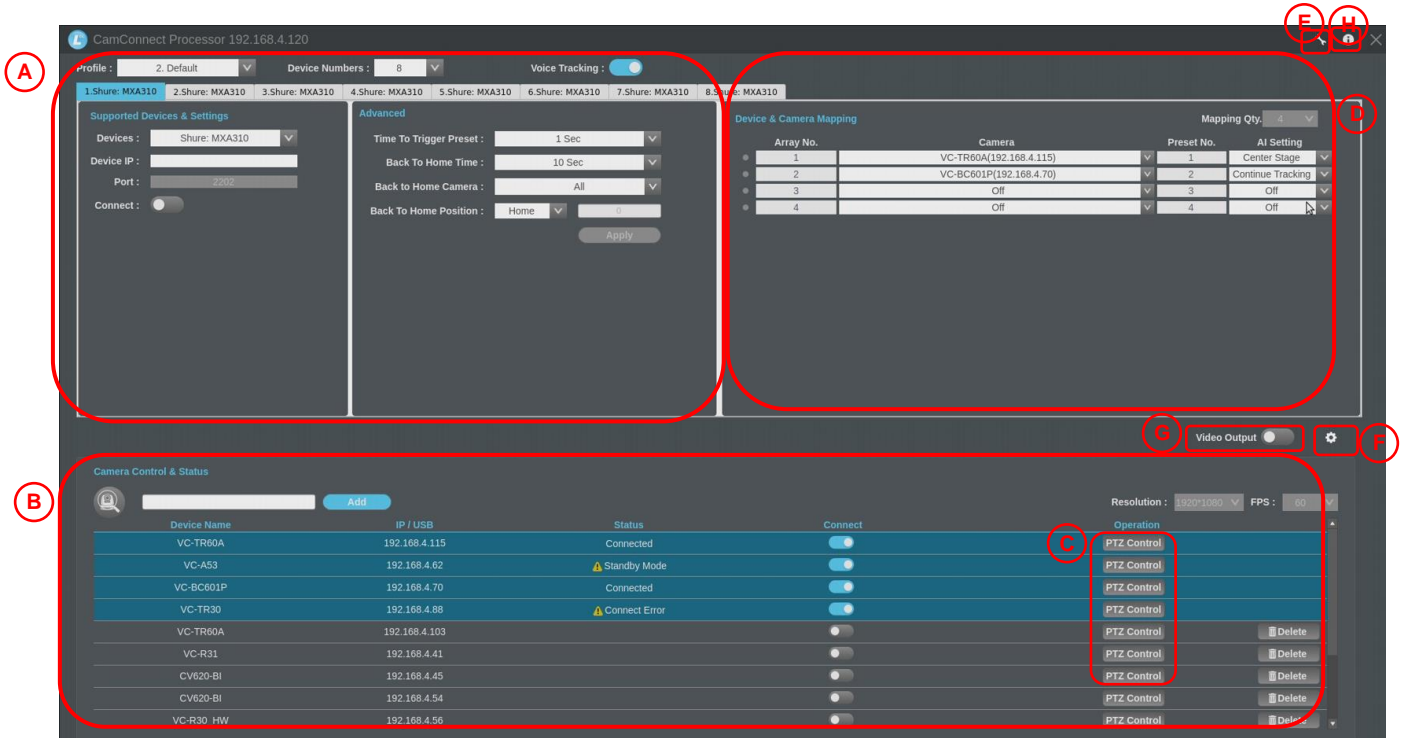 E H
CamConnect Processor 192.168.4.120
A
Profile : 2. Default Device Numbers : 8 Voice Tracking :
1.Shure: MXA310 2.Shure: MXA310 3.Shure: MXA310 4.Shure: MXA310 5.Shure: MXA310 6.Shure: MXA310 7.Shure: MXA310 8.Shure: MXA310
Supported Devices & Settings Advanced Device & Camera Mapping Mapping Qty. 4 D
Devices : Shure: MXA310 Time To Trigger Preset : 1 Sec Array No. Camera Preset No. AI Setting
Device IP : Back To Home Time : 10 Sec 1 VC-TR60A(192.168.4.115) 1 Center Stage
Port : 2202 Back to Home Camera : All 2 VC-BC601P(192.168.4.70) 2 Continue Tracking
3 Off 3 Off
Connect : Back To Home Position : Home 0 4 Off 4 Off
Apply
G Video Output F
Camera Control & Status
B Add Resolution : 1920*1080 FPS : 60
Device Name IP / USB Status Connect Operation
VC-TR60A 192.168.4.115 Connected C PTZ Control
VC-A53 192.168.4.62 Standby Mode PTZ Control
VC-BC601P 192.168.4.70 Connected PTZ Control
VC-TR30 192.168.4.88 Connect Error PTZ Control
VC-TR60A 192.168.4.103 PTZ Control Delete
VC-R31 192.168.4.41 PTZ Control Delete
CV620-BI 192.168.4.45 PTZ Control Delete
CV620-BI 192.168.4.54 PTZ Control Delete
VC-R30_HW 192.168.4.56 PTZ Control Delete